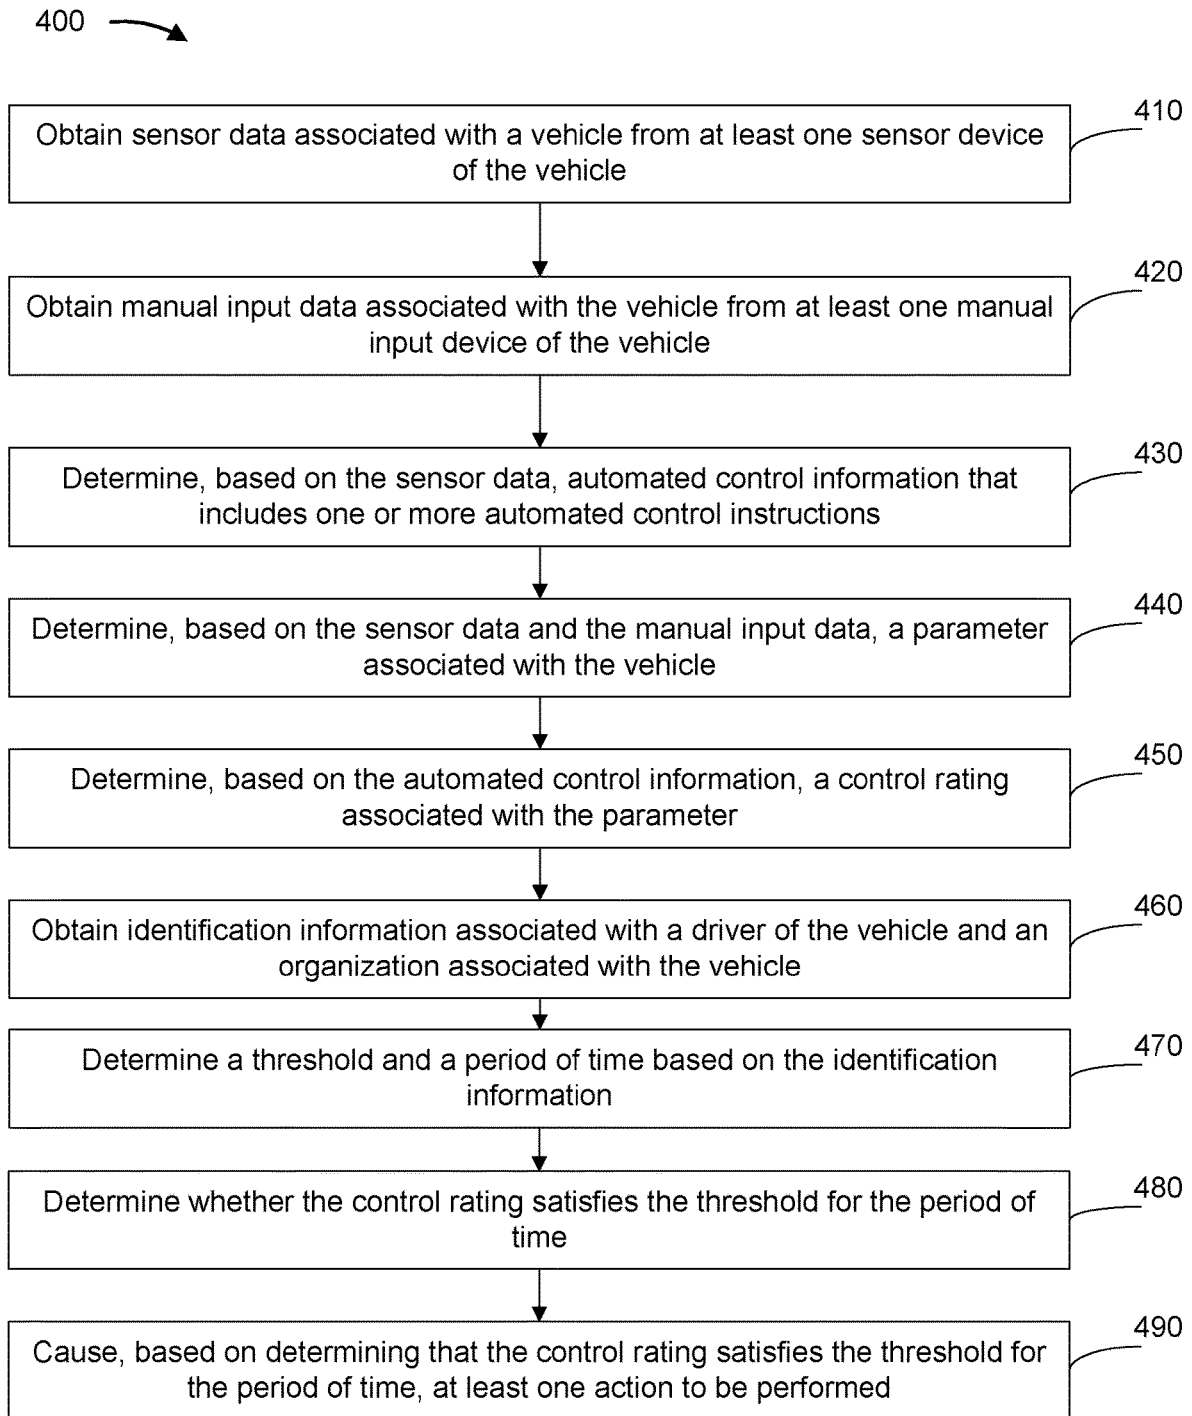 400
410
Obtain sensor data associated with a vehicle from at least one sensor device
of the vehicle
420
Obtain manual input data associated with the vehicle from at least one manual
input device of the vehicle
430
Determine, based on the sensor data, automated control information that
includes one or more automated control instructions
440
Determine, based on the sensor data and the manual input data, a parameter
associated with the vehicle
450
Determine, based on the automated control information, a control rating
associated with the parameter
460
Obtain identification information associated with a driver of the vehicle and an
organization associated with the vehicle
470
Determine a threshold and a period of time based on the identification
information
480
Determine whether the control rating satisfies the threshold for the period of
time
490
Cause, based on determining that the control rating satisfies the threshold for
the period of time, at least one action to be performed